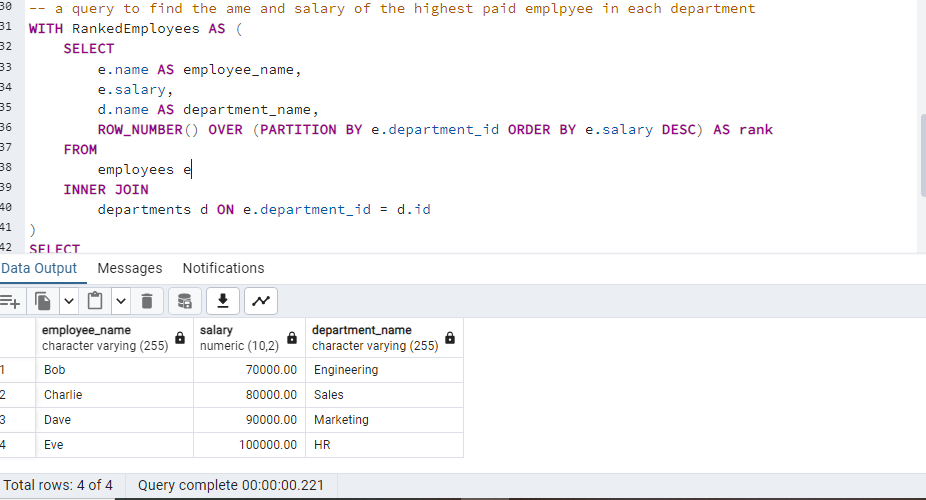 30 -- a query to find the ame and salary of the highest paid emplpyee in each department
31 WITH RankedEmployees AS (
32 SELECT
33 e.name AS employee_name,
34 e.salary,
35 d.name AS department_name,
36 ROW_NUMBER() OVER (PARTITION BY e.department_id ORDER BY e.salary DESC) AS rank
37 FROM
38 employees e
39 INNER JOIN
40 departments d ON e.department_id = d.id
41 )
42 SELECT
Data Output Messages Notifications
employee_name salary department_name
character varying (255) numeric (10,2) character varying (255)
1 Bob 70000.00 Engineering
2 Charlie 80000.00 Sales
3 Dave 90000.00 Marketing
4 Eve 100000.00 HR
Total rows: 4 of 4 Query complete 00:00:00.221